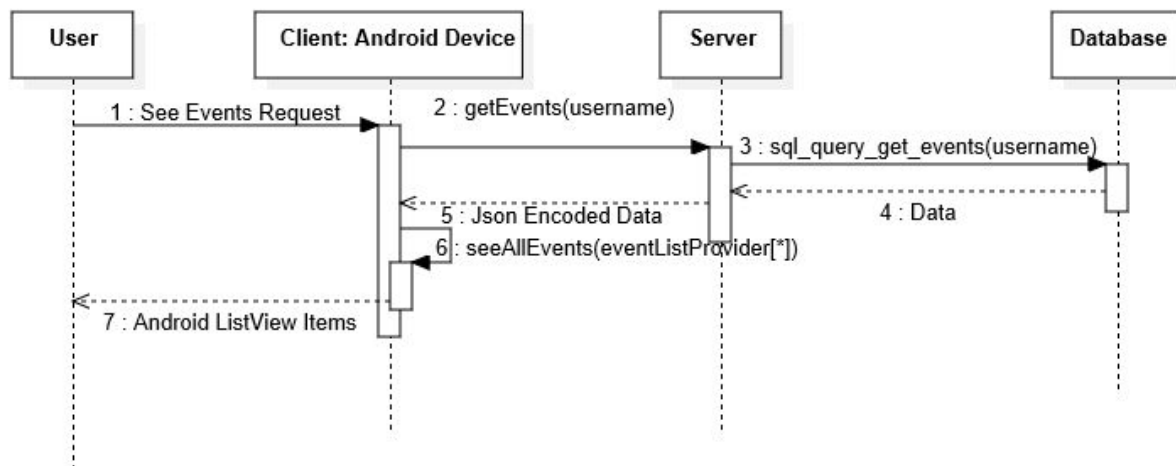 User
Client: Android Device
Server
Database
1 : See Events Request
2 : getEvents(username)
3 : sql_query_get_events(username)
4 : Data
5 : Json Encoded Data
6 : seeAllEvents(eventListProvider[*])
7 : Android ListView Items